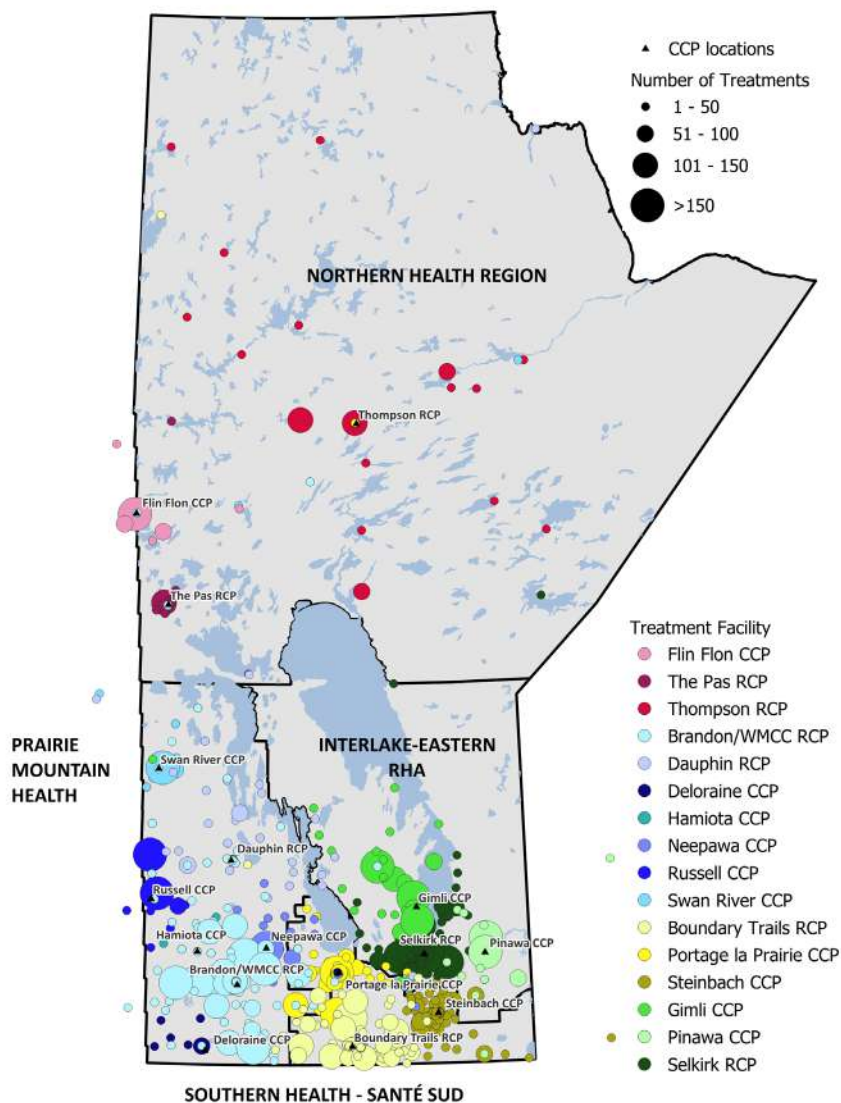 CCP locations
Number of Treatments
1 - 50
51 - 100
101 - 150
>150
NORTHERN HEALTH REGION
Thompson RCP
Flin Flon CCP
The Pas RCP
Treatment Facility
Flin Flon CCP
The Pas RCP
Thompson RCP
Brandon/WMCC RCP
Dauphin RCP
Deloraine CCP
Hamiota CCP
Neepawa CCP
Russell CCP
Swan River CCP
Boundary Trails RCP
Portage la Prairie CCP
Steinbach CCP
Gimli CCP
Pinawa CCP
Selkirk RCP
PRAIRIE
MOUNTAIN
HEALTH
INTERLAKE-EASTERN
RHA
Swan River CCP
Dauphin RCP
Russell CCP
Gimli CCP
Hamiota CCP
Neepawa CCP
Selkirk RCP
Pinawa CCP
Brandon/WMCC RCP
Portage la Prairie CCP
Steinbach CCP
Deloraine CCP
Boundary Trails RCP
SOUTHERN HEALTH - SANTÉ SUD